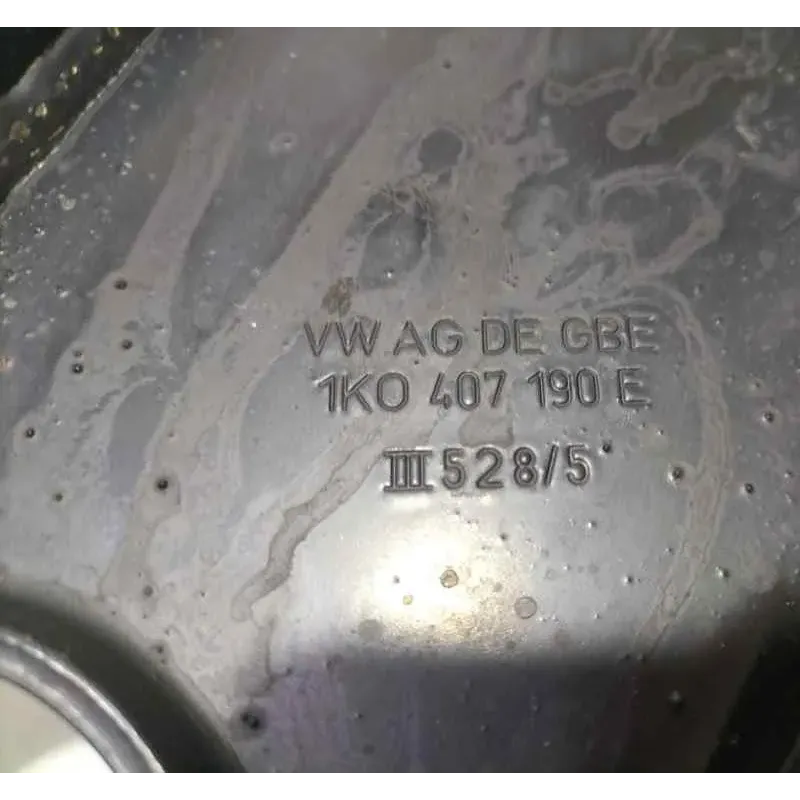 VW AG DE GBE
1K0 407 190 E
III 528/5